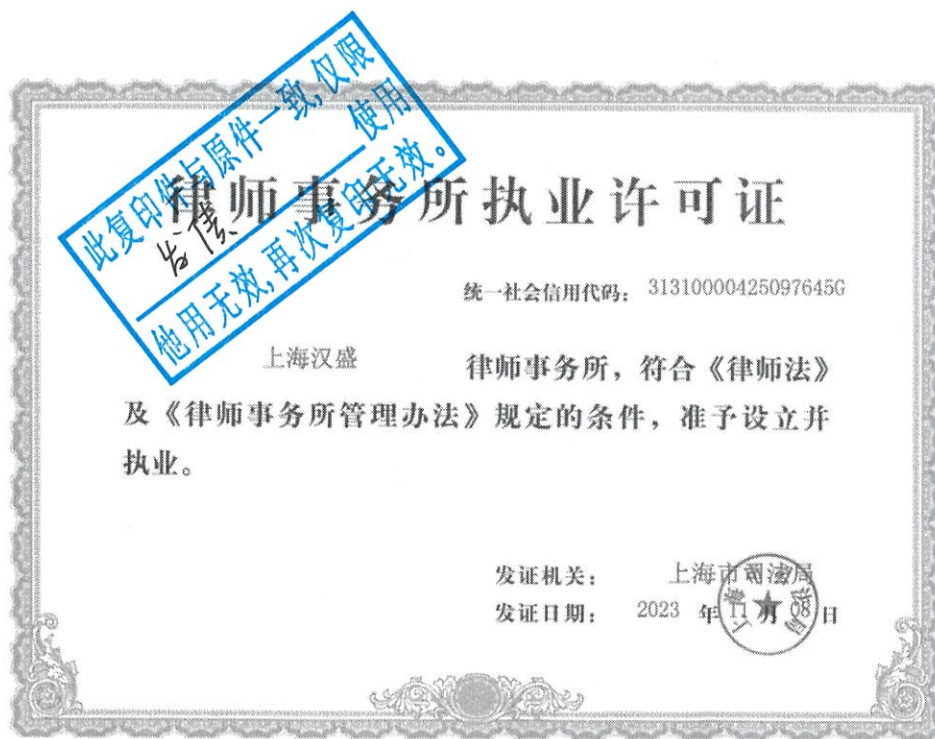 此复印件与原件一致,仅限
发债 使用
他用无效,再次复印无效。
律师事务所执业许可证
统一社会信用代码: 31310000425097645G
上海汉盛 律师事务所,符合《律师法》
及《律师事务所管理办法》规定的条件,准予设立并
执业。
发证机关: 上海市司法局
发证日期: 2023 年 11 月 08 日